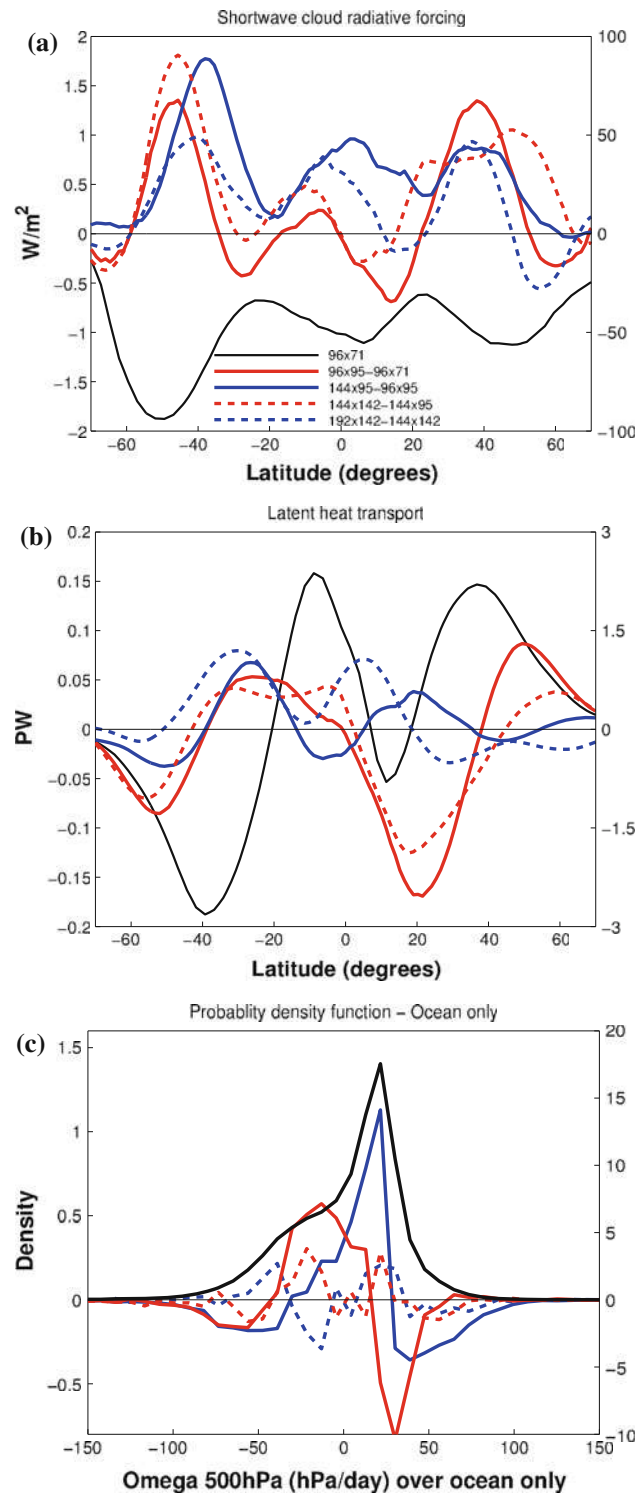 Shortwave cloud radiative forcing
(a)
2 100
1.5
1 50
0.5
0 0
−0.5
−1 −50
−1.5
−2 −100
W/m²
96x71
96x95−96x71
144x95−96x95
144x142−144x95
192x142−144x142
−60 −40 −20 0 20 40 60
Latitude (degrees)
Latent heat transport
(b)
0.2 3
0.15
0.1 1.5
0.05
0 0
−0.05
−0.1 −1.5
−0.15
−0.2 −3
PW
−60 −40 −20 0 20 40 60
Latitude (degrees)
Probablity density function − Ocean only
(c)
20
1.5
15
1
10
0.5
5
0 0
−0.5
−5
−10
Density
−150 −100 −50 0 50 100 150
Omega 500hPa (hPa/day) over ocean only